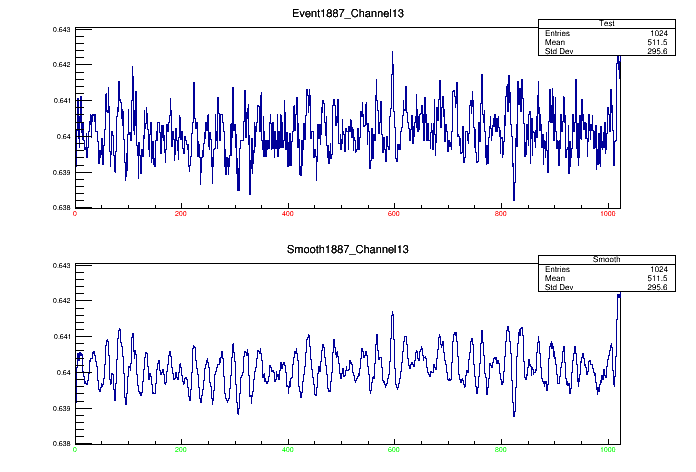 Event1887_Channel13
Test
Entries 1024
Mean 511.5
Std Dev 295.6
0.643
0.642
0.641
0.64
0.639
0.638
0 200 400 600 800 1000
Smooth1887_Channel13
Smooth
Entries 1024
Mean 511.5
Std Dev 295.6
0.643
0.642
0.641
0.64
0.639
0.638
0 200 400 600 800 1000